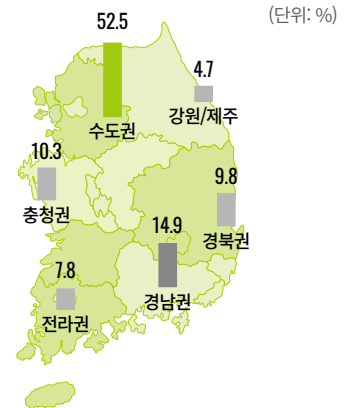 (단위: %)
52.5
수도권
4.7
강원/제주
10.3
충청권
9.8
경북권
14.9
경남권
7.8
전라권